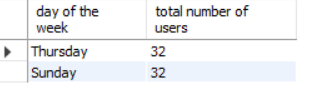 day of the week total number of users
Thursday 32
Sunday 32